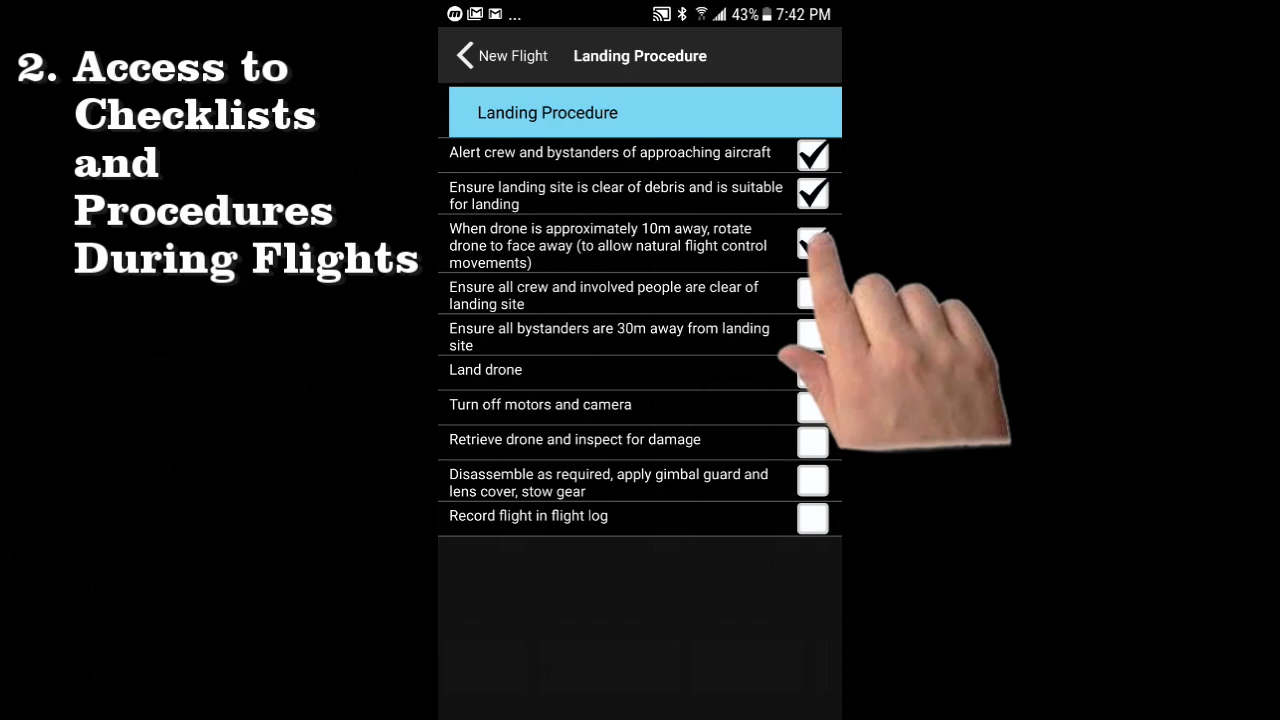 2. Access to
Checklists
and
Procedures
During Flights
... 43% 7:42 PM
New Flight Landing Procedure
Landing Procedure
Alert crew and bystanders of approaching aircraft
Ensure landing site is clear of debris and is suitable
for landing
When drone is approximately 10m away, rotate
drone to face away (to allow natural flight control
movements)
Ensure all crew and involved people are clear of
landing site
Ensure all bystanders are 30m away from landing
site
Land drone
Turn off motors and camera
Retrieve drone and inspect for damage
Disassemble as required, apply gimbal guard and
lens cover, stow gear
Record flight in flight log